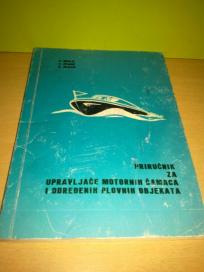 PRIRUČNIK
ZA
UPRAVLJAČE MOTORNIH ČAMACA
I ODREĐENIH PLOVNIH OBJEKATA